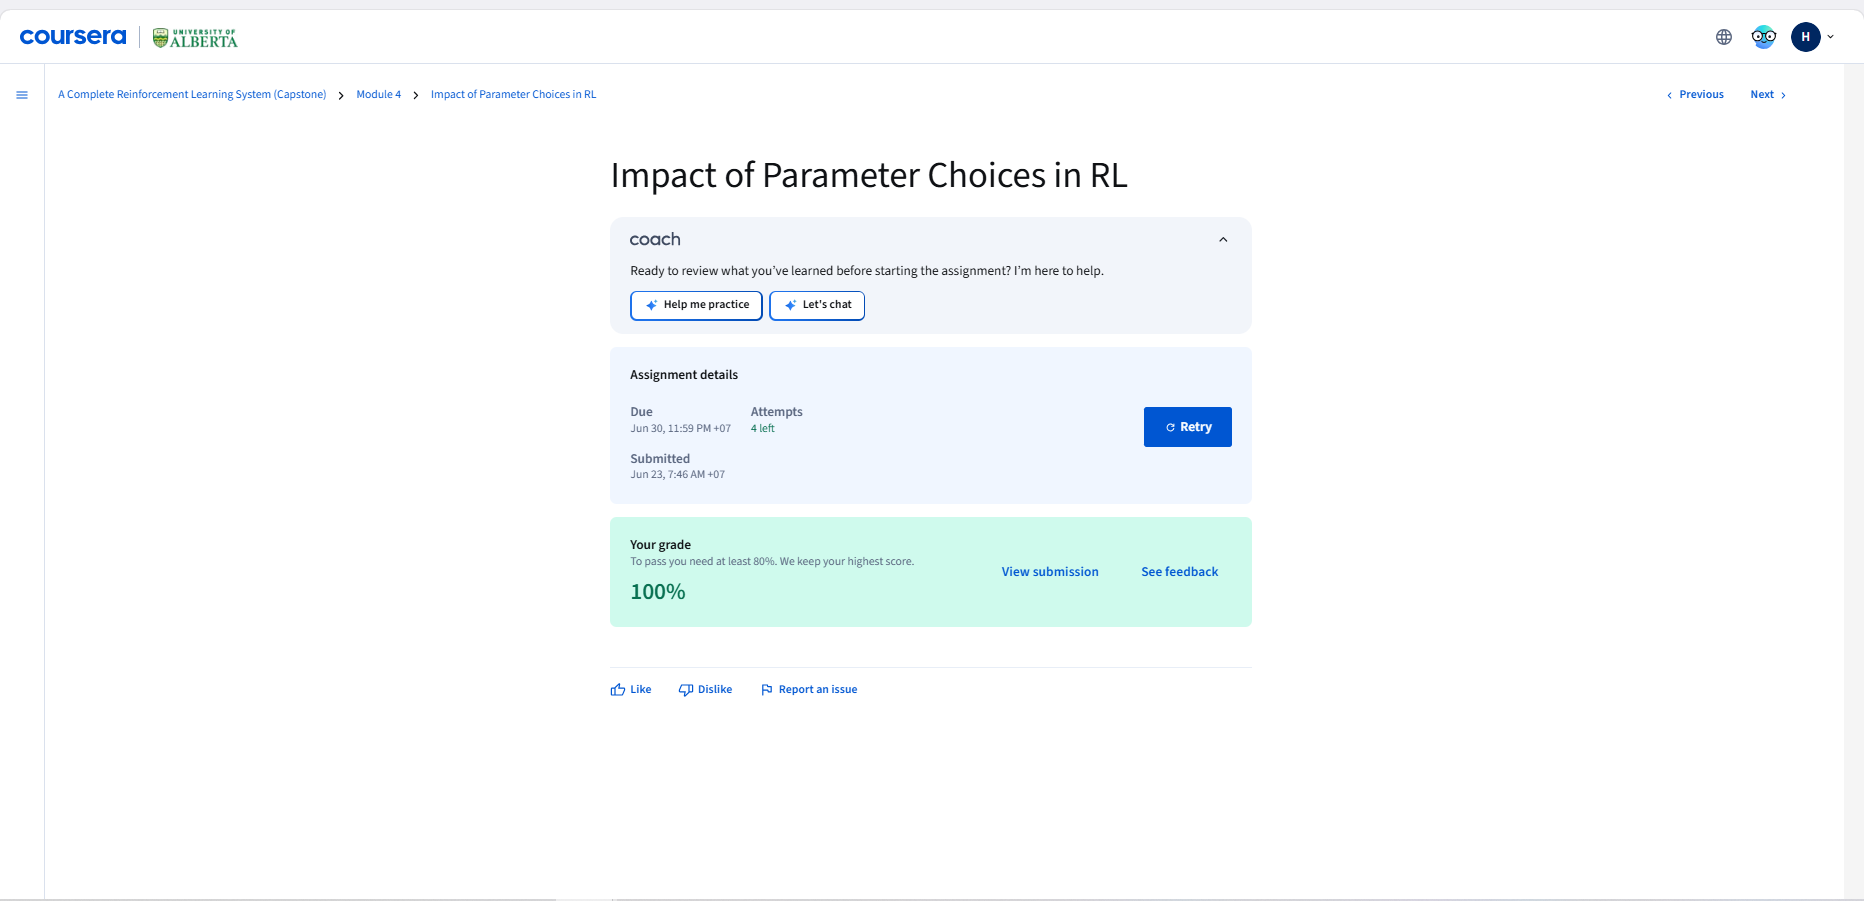 coursera
UNIVERSITY OF
ALBERTA
H
A Complete Reinforcement Learning System (Capstone) > Module 4 > Impact of Parameter Choices in RL
Previous
Next
Impact of Parameter Choices in RL
coach
Ready to review what you've learned before starting the assignment? I'm here to help.
Help me practice
Let's chat
Assignment details
Due
Jun 30, 11:59 PM +07
Attempts
4 left
Retry
Submitted
Jun 23, 7:46 AM +07
Your grade
To pass you need at least 80%. We keep your highest score.
100%
View submission
See feedback
Like
Dislike
Report an issue